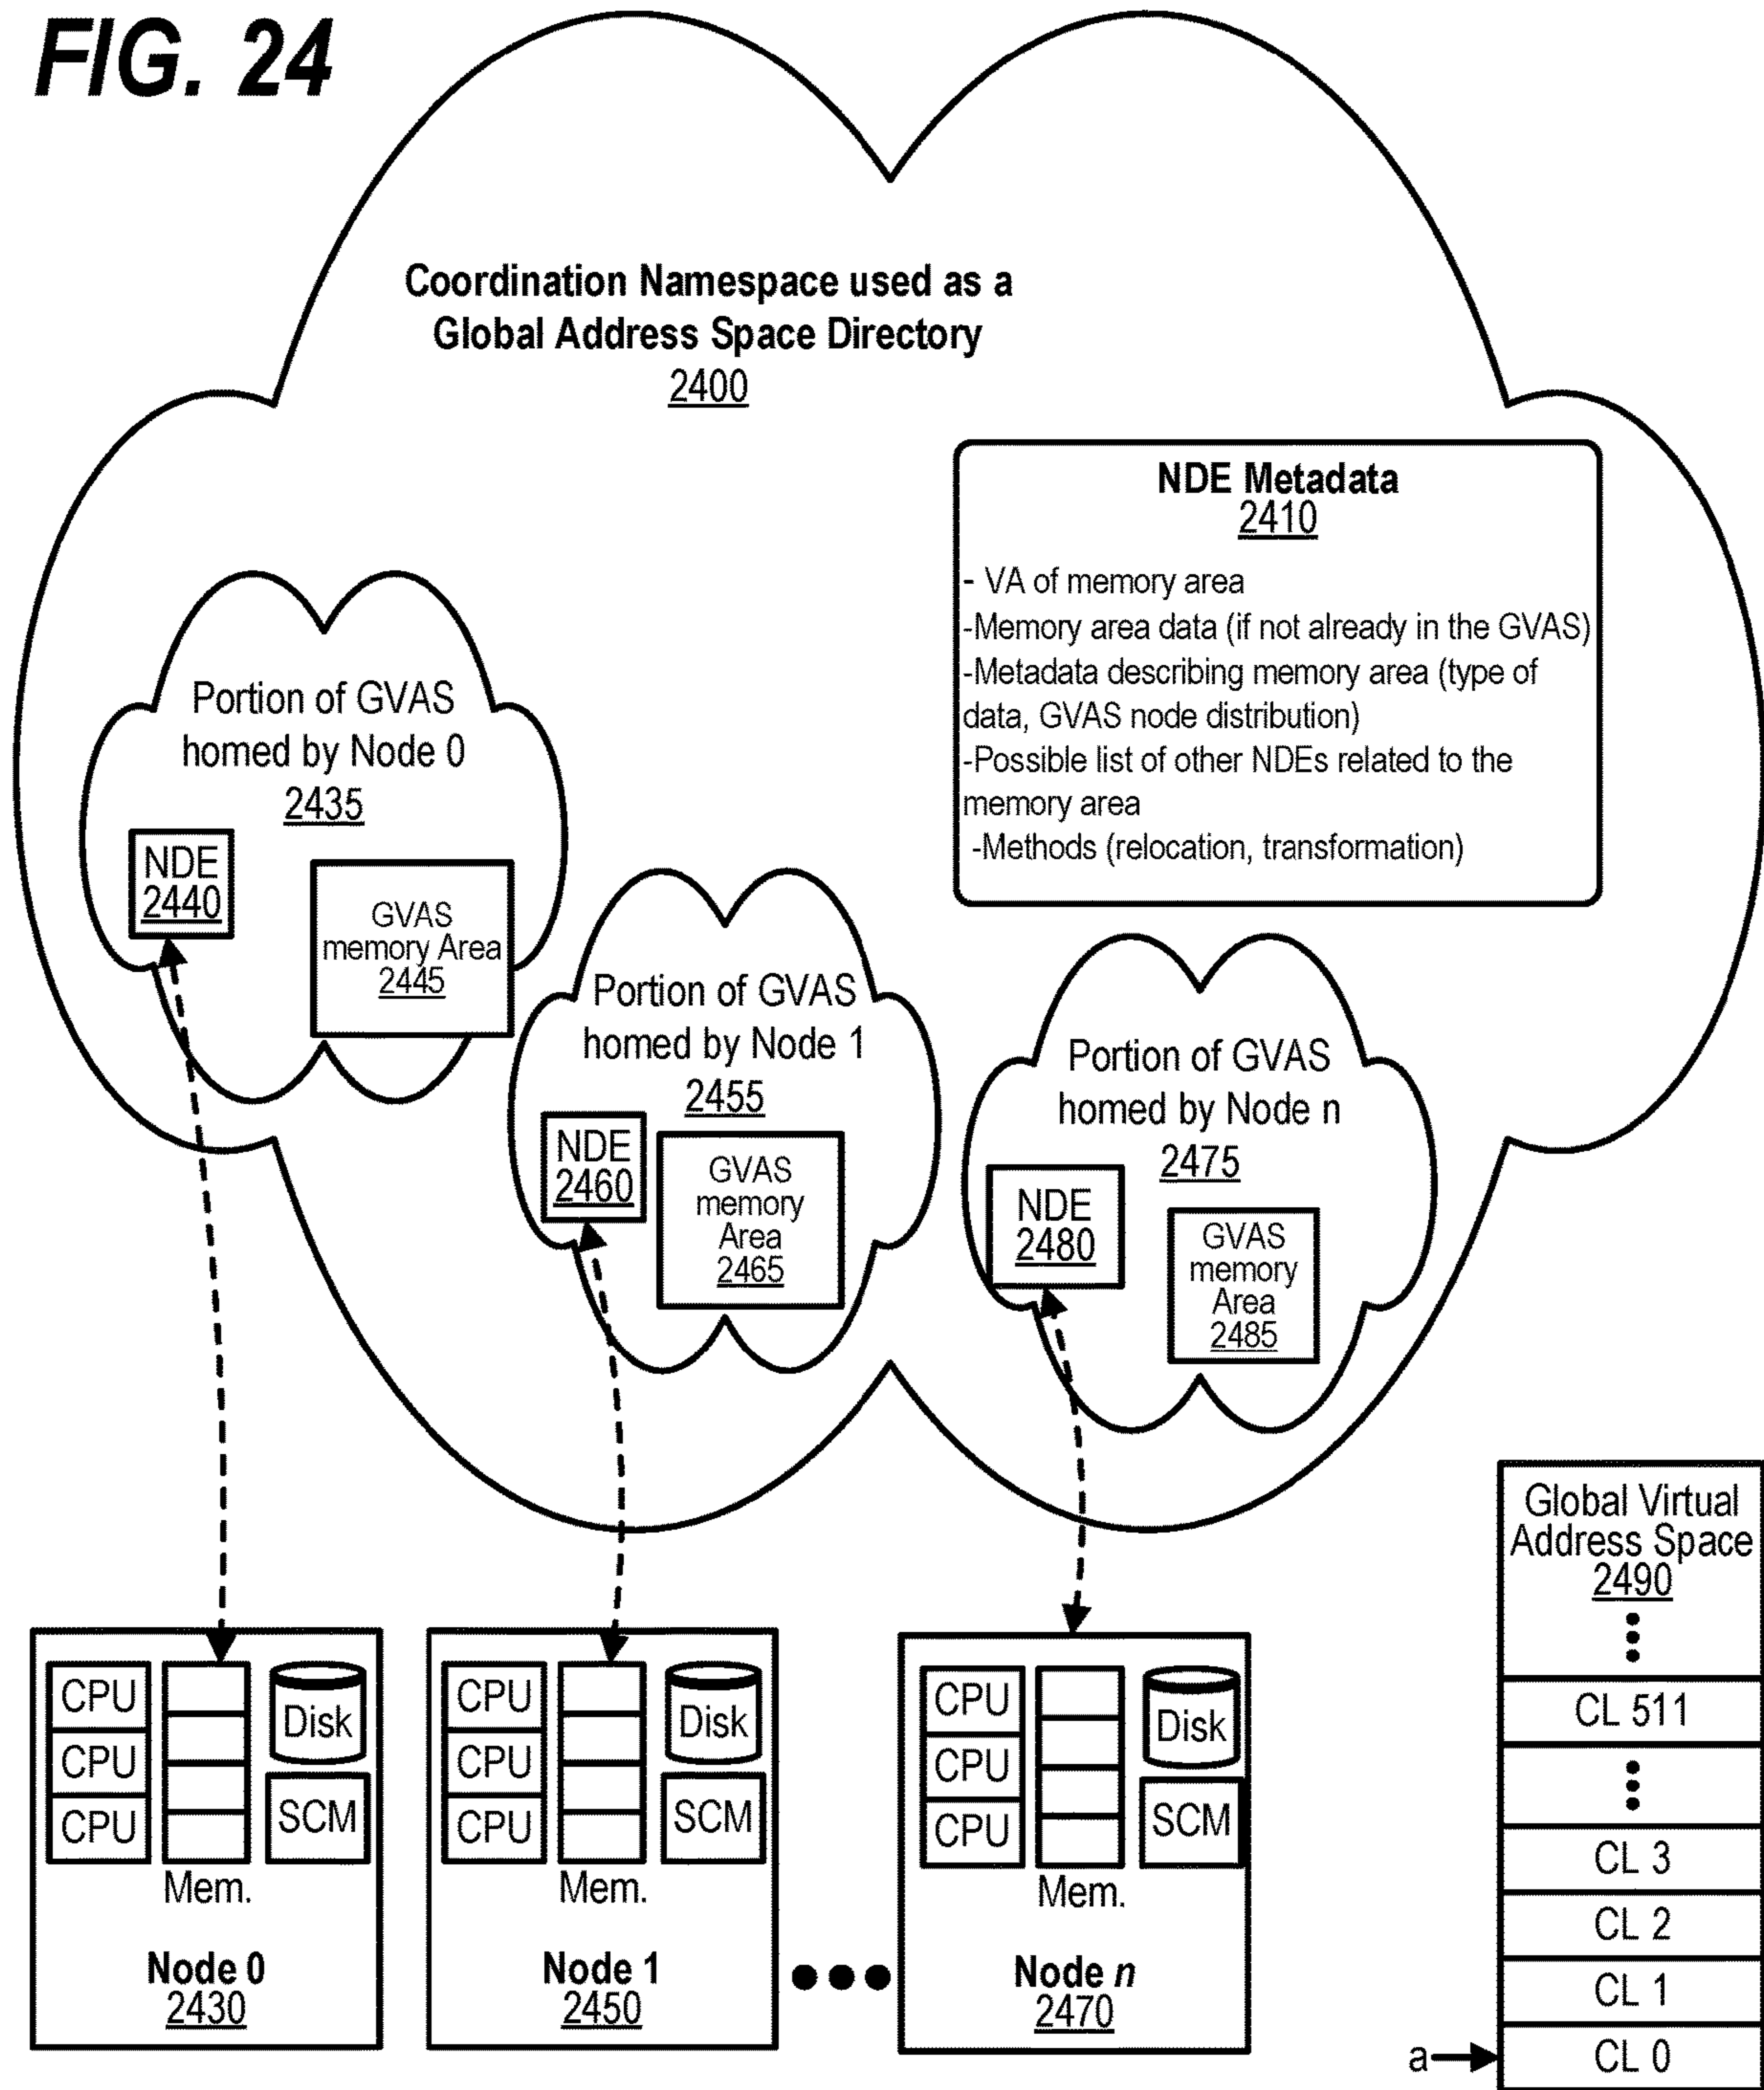 FIG. 24
Coordination Namespace used as a
Global Address Space Directory
2400
NDE Metadata
2410
- VA of memory area
-Memory area data (if not already in the GVAS)
-Metadata describing memory area (type of
data, GVAS node distribution)
-Possible list of other NDEs related to the
memory area
-Methods (relocation, transformation)
Portion of GVAS
homed by Node 0
2435
NDE
2440
GVAS
memory Area
2445
Portion of GVAS
homed by Node 1
2455
NDE
2460
GVAS
memory
Area
2465
Portion of GVAS
homed by Node n
2475
NDE
2480
GVAS
memory
Area
2485
CPU
CPU
CPU
Mem.
Disk
SCM
Node 0
2430
CPU
CPU
CPU
Mem.
Disk
SCM
Node 1
2450
CPU
CPU
CPU
Mem.
Disk
SCM
Node n
2470
Global Virtual
Address Space
2490
CL 511
CL 3
CL 2
CL 1
a
CL 0